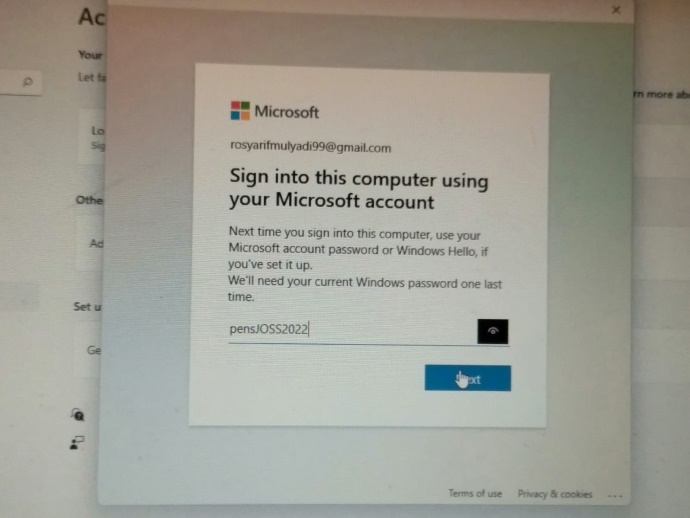 Ac
Your
Let fa
rn more abo
Lo
Sig
Othe
Ad
Set u
Ge
Microsoft
rosyarifmulyadi99@gmail.com
Sign into this computer using
your Microsoft account
Next time you sign into this computer, use your
Microsoft account password or Windows Hello, if
you've set it up.
We'll need your current Windows password one last
time.
pensJOSS2022
Next
Terms of use Privacy & cookies ...